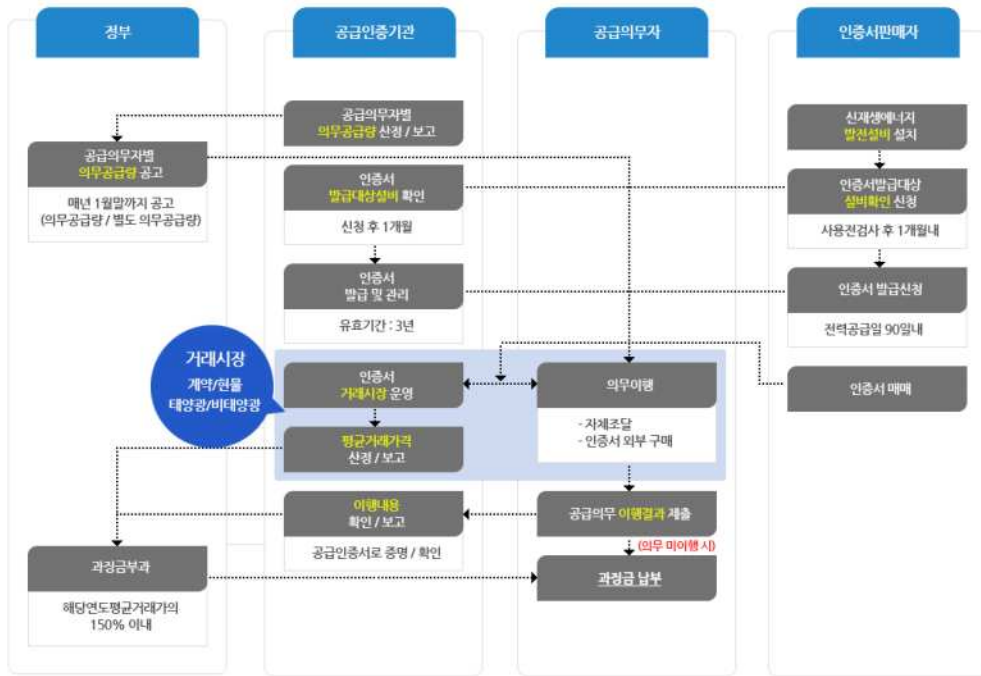 정부
공급인증기관
공급의무자
인증서판매자
공급의무자별
의무공급량 산정 / 보고
신재생에너지
발전설비 설치
공급의무자별
의무공급량 공고
매년 1월말까지 공고
(의무공급량 / 별도 의무공급량)
인증서
발급대상설비 확인
신청 후 1개월
인증서발급대상
설비확인 신청
사용전검사 후 1개월내
인증서
발급 및 관리
유효기간 : 3년
인증서 발급신청
전력공급일 90일내
거래시장
계약/현물
태양광/비태양광
인증서
거래시장 운영
의무이행
- 자체조달
- 인증서 외부 구매
인증서 매매
평균거래가격
산정 / 보고
이행내용
확인 / 보고
공급인증서로 증명 / 확인
공급의무 이행결과 제출
(의무 미이행 시)
과징금부과
해당연도평균거래가의
150% 이내
과징금 납부